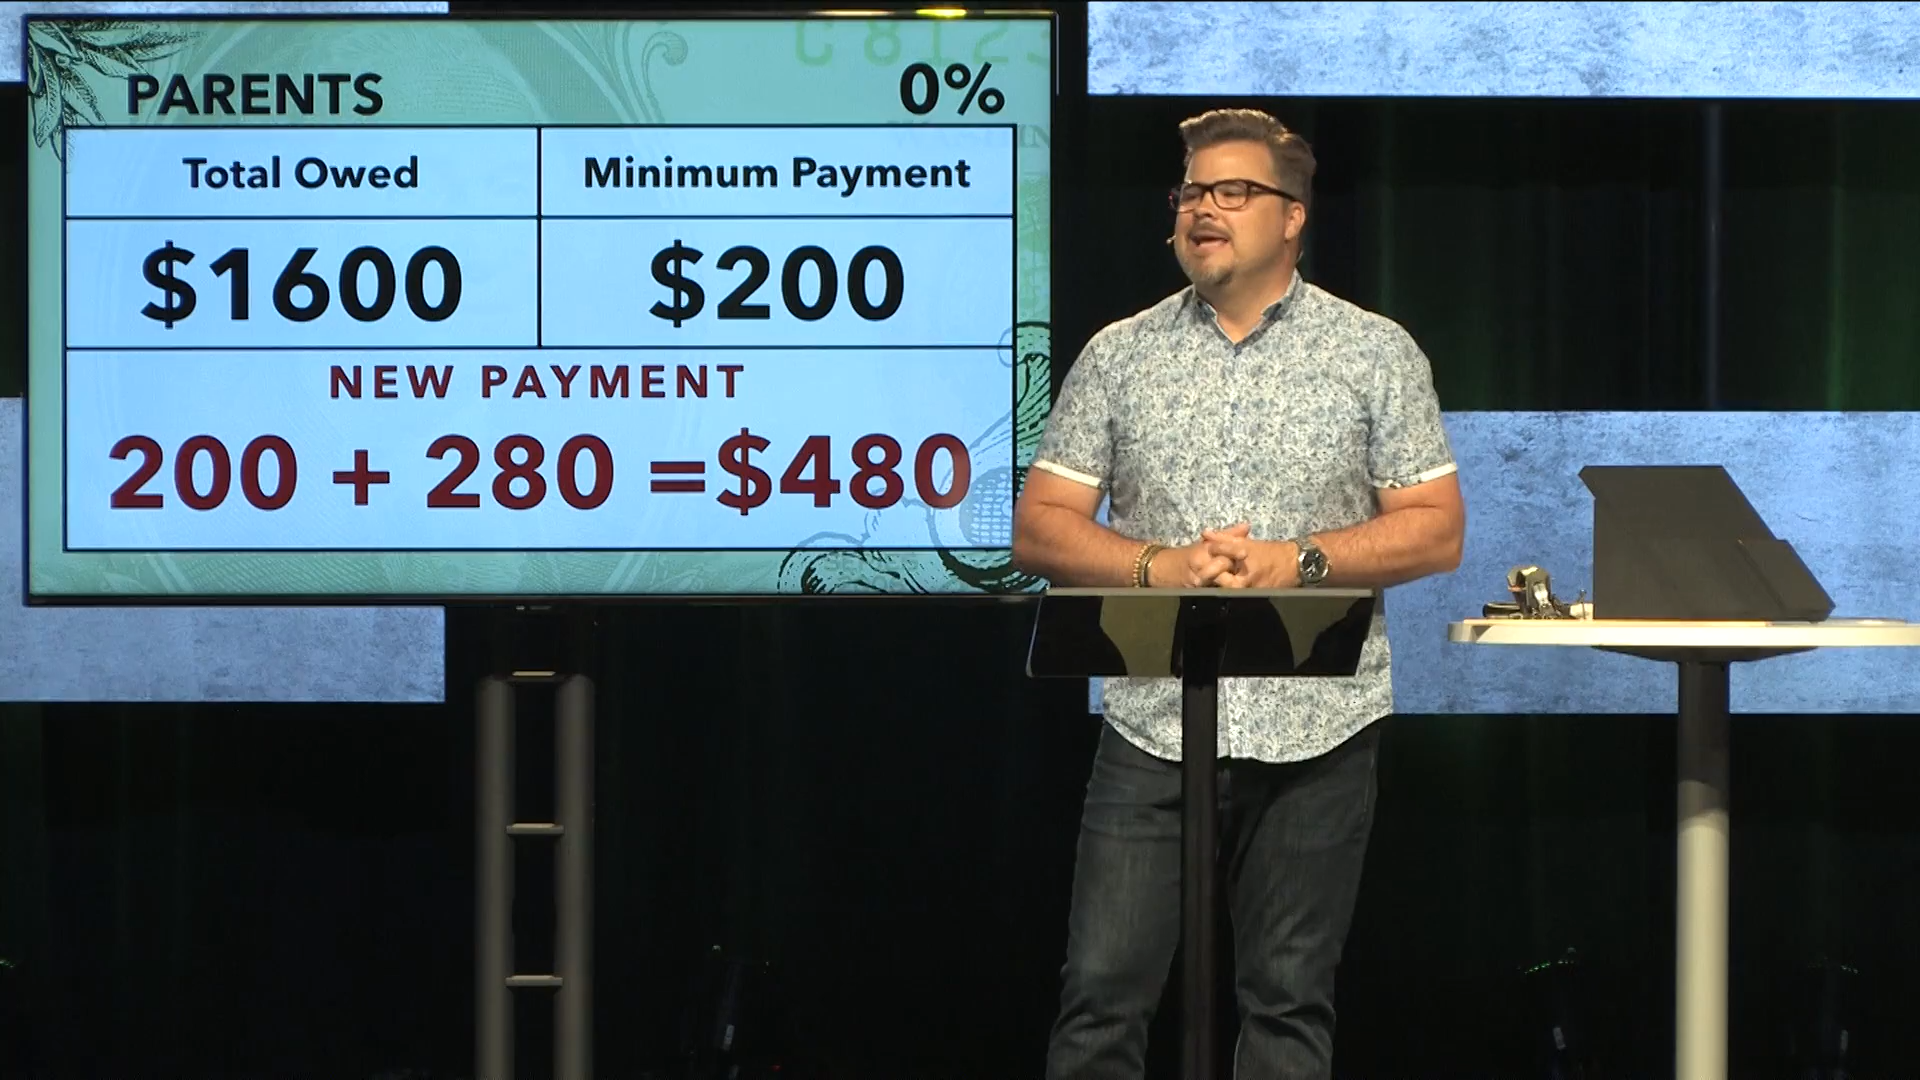 PARENTS 0%
Total Owed Minimum Payment
$1600 $200
NEW PAYMENT
200 + 280 =$480